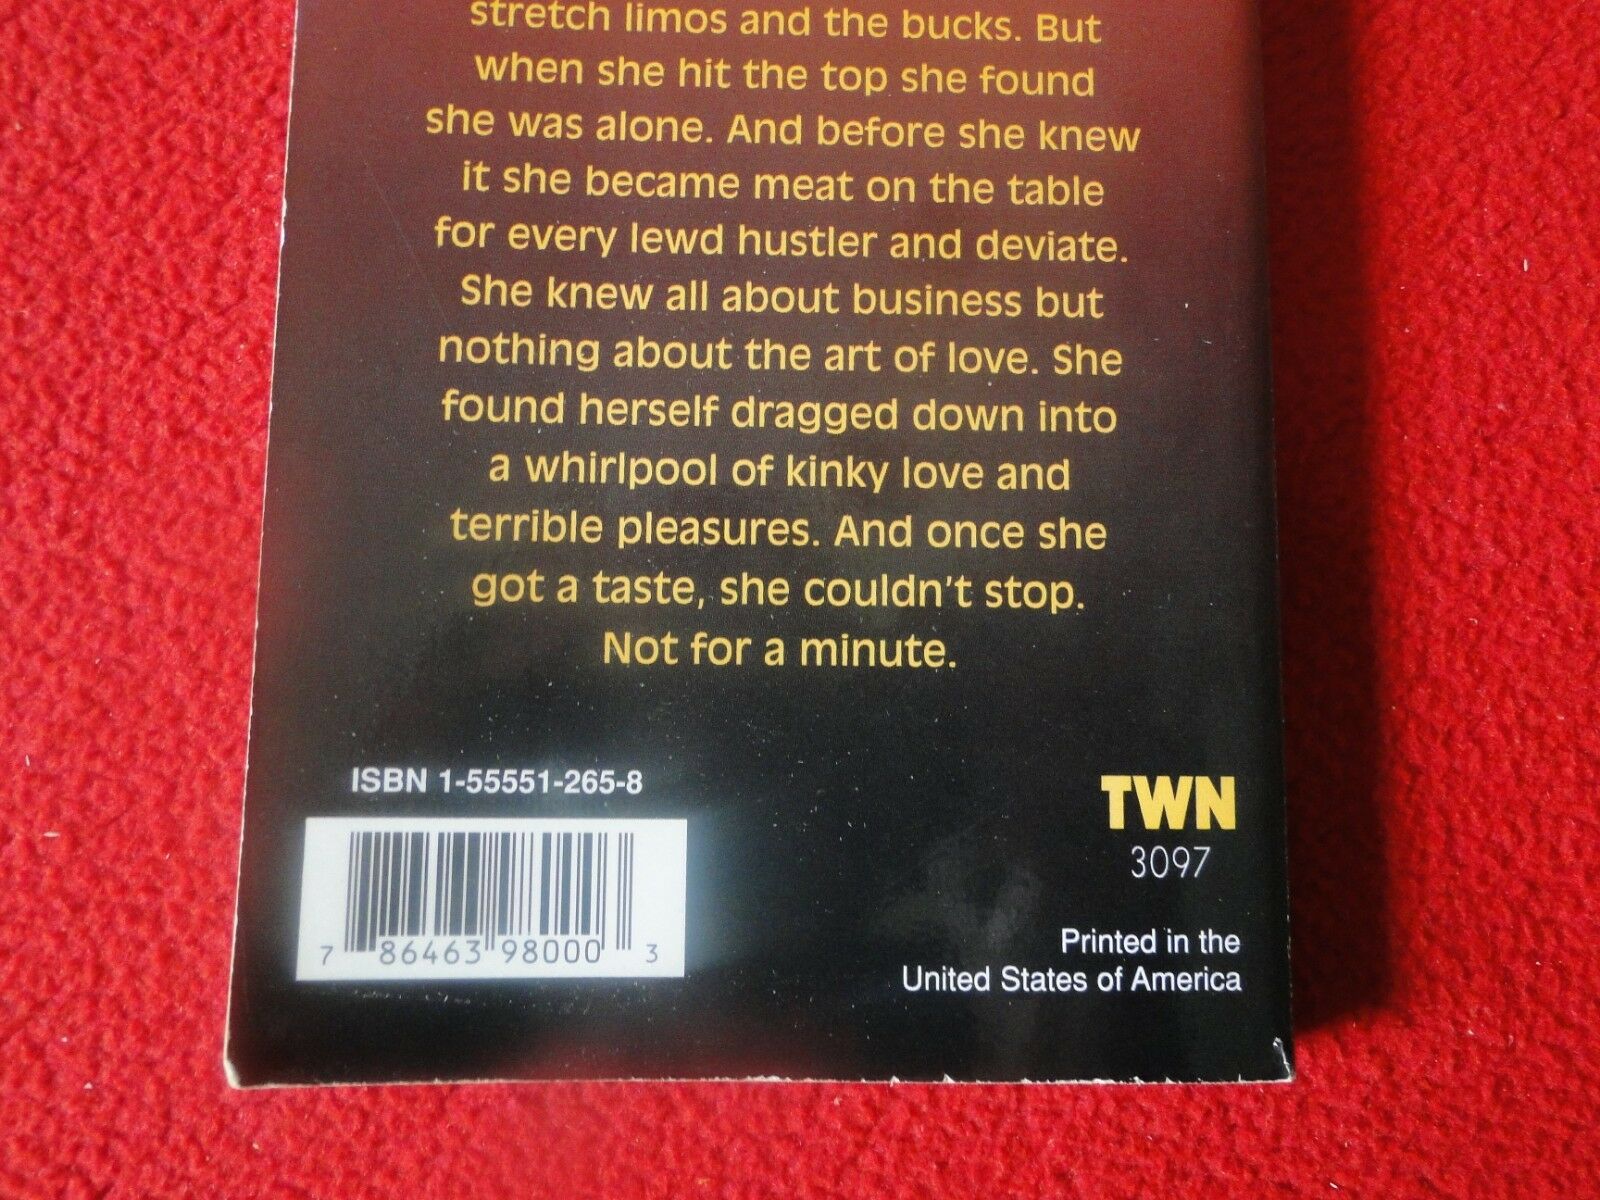 stretch limos and the bucks. But
when she hit the top she found
she was alone. And before she knew
it she became meat on the table
for every lewd hustler and deviate.
She knew all about business but
nothing about the art of love. She
found herself dragged down into
a whirlpool of kinky love and
terrible pleasures. And once she
got a taste, she couldn't stop.
Not for a minute.
ISBN 1-55551-265-8
7 86463 98000 3
TWN
3097
Printed in the
United States of America